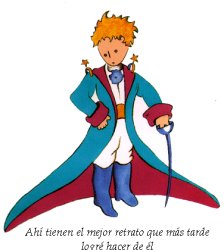 Ahí tienen el mejor retrato que más tarde
logré hacer de él